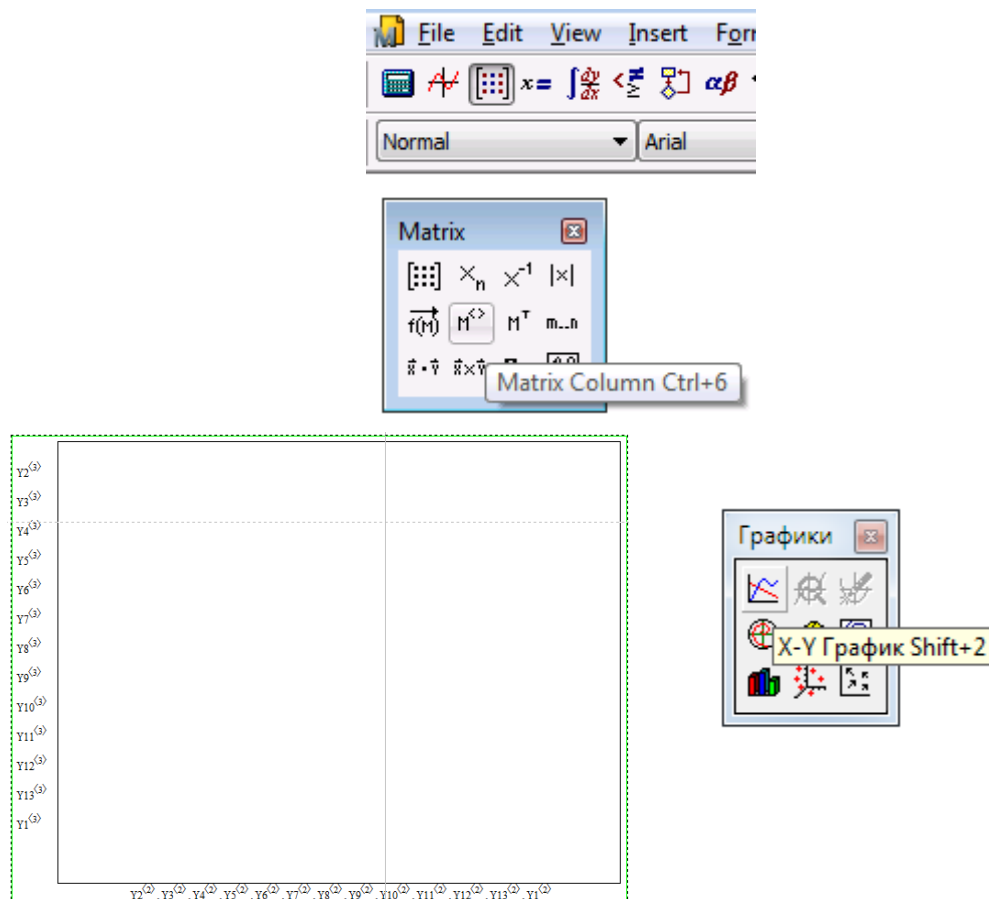 File Edit View Insert For
x= ∫dy/dx <≠≥ αβ
Normal Arial
Matrix
[:::] ×n ×⁻¹ |×|
f(M) M<> Mᵀ m..n
Matrix Column Ctrl+6
Y2⟨3⟩
Y3⟨3⟩
Y4⟨3⟩
Y5⟨3⟩
Y6⟨3⟩
Y7⟨3⟩
Y8⟨3⟩
Y9⟨3⟩
Y10⟨3⟩
Y11⟨3⟩
Y12⟨3⟩
Y13⟨3⟩
Y1⟨3⟩
Y2⟨2⟩,Y3⟨2⟩,Y4⟨2⟩,Y5⟨2⟩,Y6⟨2⟩,Y7⟨2⟩,Y8⟨2⟩,Y9⟨2⟩,Y10⟨2⟩,Y11⟨2⟩,Y12⟨2⟩,Y13⟨2⟩,Y1⟨2⟩
Графики
X-Y График Shift+2